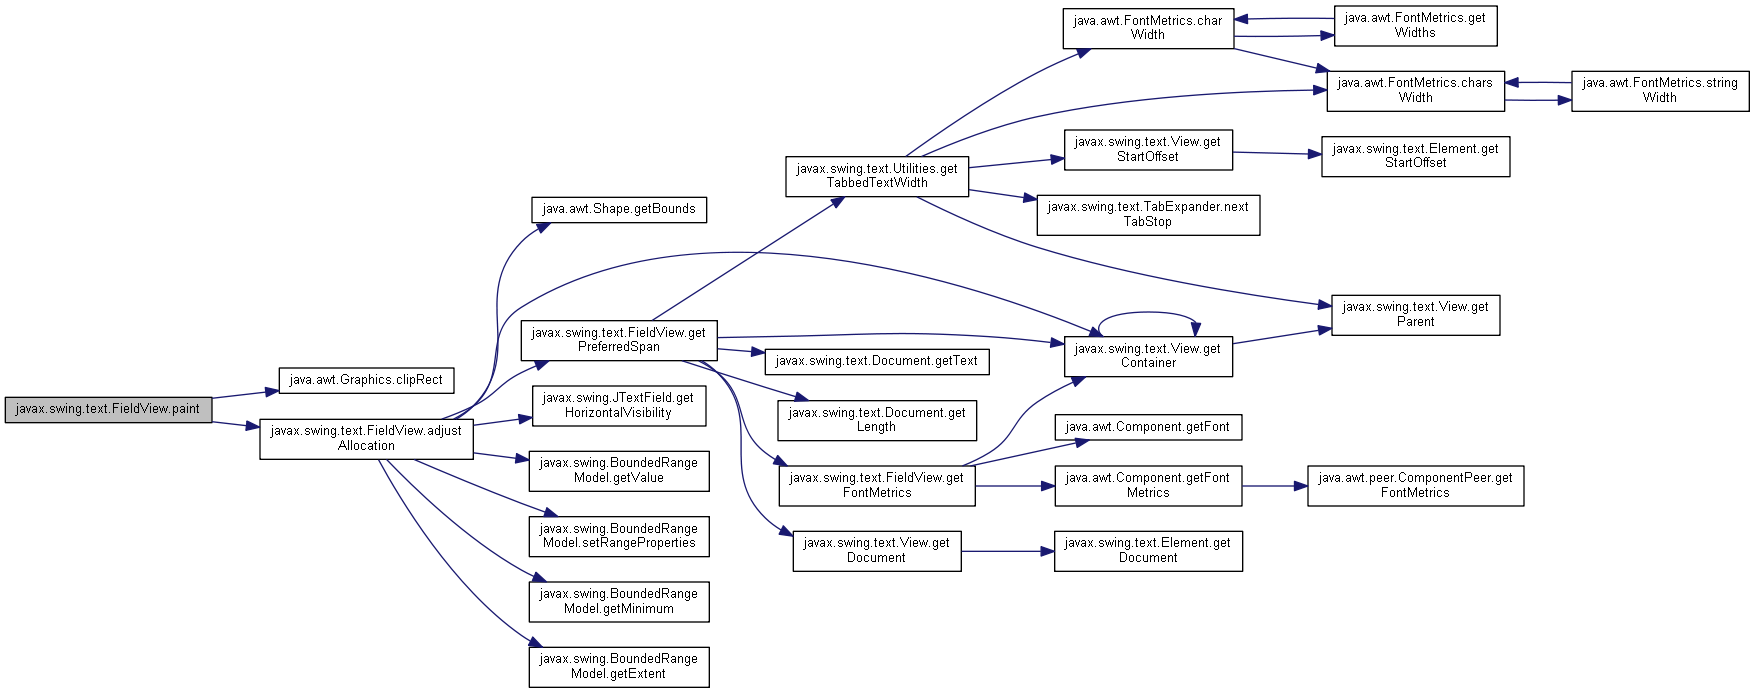 javax.swing.text.FieldView.paint
java.awt.Graphics.clipRect
javax.swing.text.FieldView.adjust
Allocation
java.awt.Shape.getBounds
javax.swing.text.FieldView.get
PreferredSpan
javax.swing.JTextField.get
HorizontalVisibility
javax.swing.BoundedRange
Model.getValue
javax.swing.BoundedRange
Model.setRangeProperties
javax.swing.BoundedRange
Model.getMinimum
javax.swing.BoundedRange
Model.getExtent
javax.swing.text.Utilities.get
TabbedTextWidth
javax.swing.text.Document.getText
javax.swing.text.Document.get
Length
javax.swing.text.FieldView.get
FontMetrics
javax.swing.text.View.get
Document
java.awt.FontMetrics.char
Width
javax.swing.text.View.get
StartOffset
javax.swing.text.TabExpander.next
TabStop
javax.swing.text.View.get
Container
java.awt.Component.getFont
java.awt.Component.getFont
Metrics
javax.swing.text.Element.get
Document
java.awt.FontMetrics.get
Widths
java.awt.FontMetrics.chars
Width
javax.swing.text.Element.get
StartOffset
javax.swing.text.View.get
Parent
java.awt.peer.ComponentPeer.get
FontMetrics
java.awt.FontMetrics.string
Width